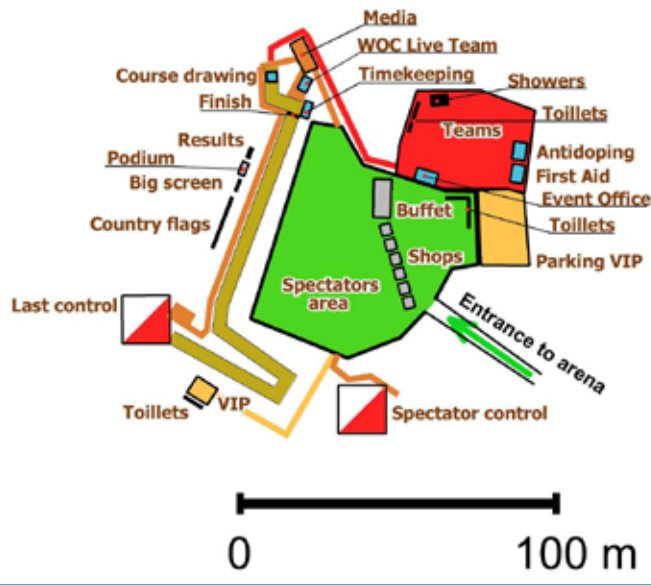 Media
WOC Live Team
Course drawing
Timekeeping
Showers
Finish
Toillets
Teams
Results
Podium
Antidoping
Big screen
First Aid
Event Office
Buffet
Country flags
Toillets
Shops
Parking VIP
Spectators
area
Last control
Entrance to arena
VIP
Toillets
Spectator control
0
100 m